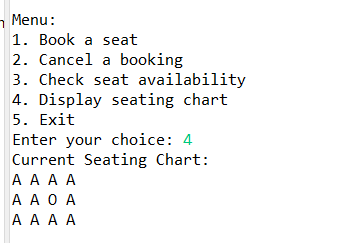 Menu:
1. Book a seat
2. Cancel a booking
3. Check seat availability
4. Display seating chart
5. Exit
Enter your choice: 4
Current Seating Chart:
A A A A
A A O A
A A A A